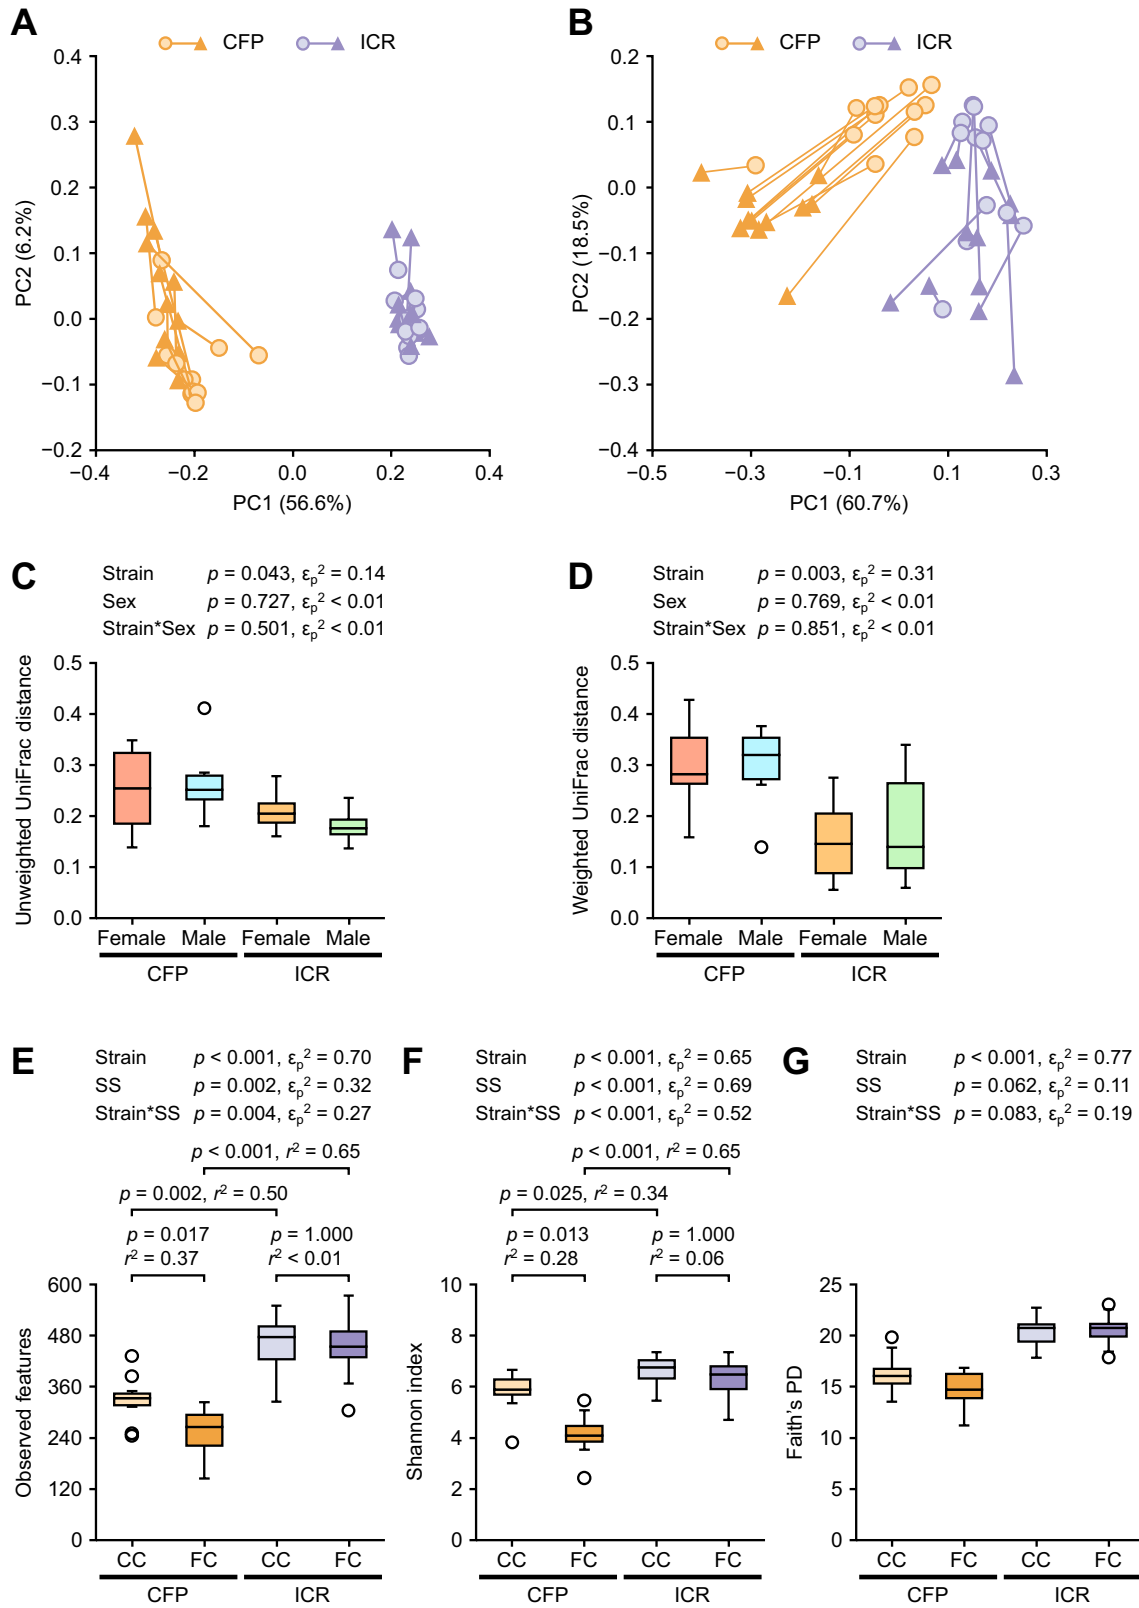 A
CFP ICR
B
CFP ICR
0.4
0.3
0.2
0.1
0.0
−0.1
−0.2
PC2 (6.2%)
−0.4 −0.2 0.0 0.2 0.4
PC1 (56.6%)
0.2
0.1
0.0
−0.1
−0.2
−0.3
−0.4
PC2 (18.5%)
−0.5 −0.3 −0.1 0.1 0.3
PC1 (60.7%)
C
Strain p = 0.043, εp² = 0.14
Sex p = 0.727, εp² < 0.01
Strain*Sex p = 0.501, εp² < 0.01
0.5
0.4
0.3
0.2
0.1
0.0
Unweighted UniFrac distance
Female Male Female Male
CFP ICR
D
Strain p = 0.003, εp² = 0.31
Sex p = 0.769, εp² < 0.01
Strain*Sex p = 0.851, εp² < 0.01
0.5
0.4
0.3
0.2
0.1
0.0
Weighted UniFrac distance
Female Male Female Male
CFP ICR
E
Strain p < 0.001, εp² = 0.70
SS p = 0.002, εp² = 0.32
Strain*SS p = 0.004, εp² = 0.27
p < 0.001, r² = 0.65
p = 0.002, r² = 0.50
p = 0.017 p = 1.000
r² = 0.37 r² < 0.01
600
480
360
240
120
0
Observed features
CC FC CC FC
CFP ICR
F
Strain p < 0.001, εp² = 0.65
SS p < 0.001, εp² = 0.69
Strain*SS p < 0.001, εp² = 0.52
p < 0.001, r² = 0.65
p = 0.025, r² = 0.34
p = 0.013 p = 1.000
r² = 0.28 r² = 0.06
10
8
6
4
2
0
Shannon index
CC FC CC FC
CFP ICR
G
Strain p < 0.001, εp² = 0.77
SS p = 0.062, εp² = 0.11
Strain*SS p = 0.083, εp² = 0.19
25
20
15
10
5
0
Faith's PD
CC FC CC FC
CFP ICR